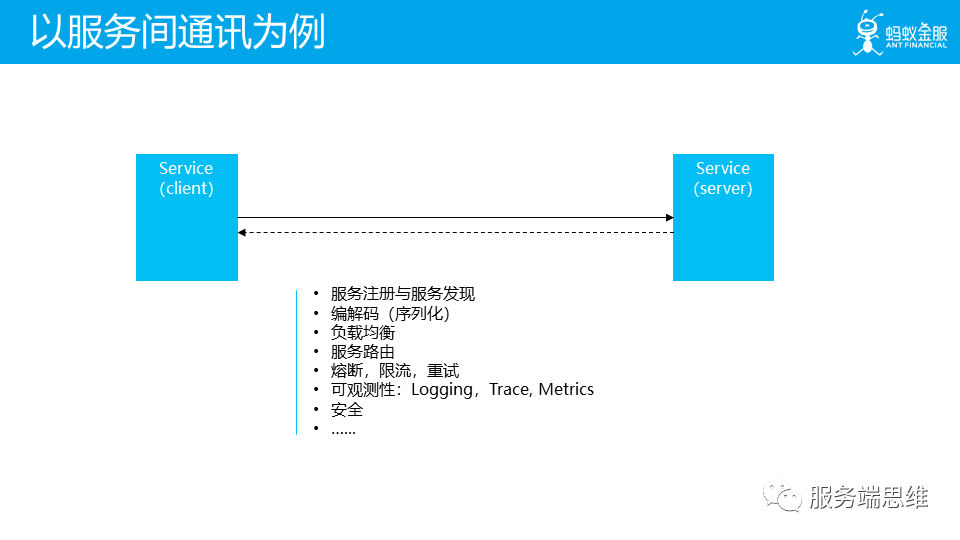 以服务间通讯为例
蚂蚁金服
ANT FINANCIAL
Service
(client)
Service
(server)
• 服务注册与服务发现
• 编解码（序列化）
• 负载均衡
• 服务路由
• 熔断，限流，重试
• 可观测性：Logging，Trace, Metrics
• 安全
• ......
服务端思维